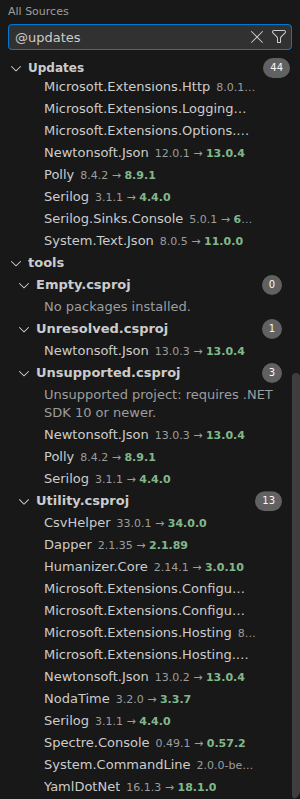 All Sources
@updates
Updates 44
Microsoft.Extensions.Http 8.0.1...
Microsoft.Extensions.Logging...
Microsoft.Extensions.Options....
Newtonsoft.Json 12.0.1 → 13.0.4
Polly 8.4.2 → 8.9.1
Serilog 3.1.1 → 4.4.0
Serilog.Sinks.Console 5.0.1 → 6...
System.Text.Json 8.0.5 → 11.0.0
tools
Empty.csproj 0
No packages installed.
Unresolved.csproj 1
Newtonsoft.Json 13.0.3 → 13.0.4
Unsupported.csproj 3
Unsupported project: requires .NET
SDK 10 or newer.
Newtonsoft.Json 13.0.3 → 13.0.4
Polly 8.4.2 → 8.9.1
Serilog 3.1.1 → 4.4.0
Utility.csproj 13
CsvHelper 33.0.1 → 34.0.0
Dapper 2.1.35 → 2.1.89
Humanizer.Core 2.14.1 → 3.0.10
Microsoft.Extensions.Configu...
Microsoft.Extensions.Configu...
Microsoft.Extensions.Hosting 8...
Microsoft.Extensions.Hosting....
Newtonsoft.Json 13.0.2 → 13.0.4
NodaTime 3.2.0 → 3.3.7
Serilog 3.1.1 → 4.4.0
Spectre.Console 0.49.1 → 0.57.2
System.CommandLine 2.0.0-be...
YamlDotNet 16.1.3 → 18.1.0